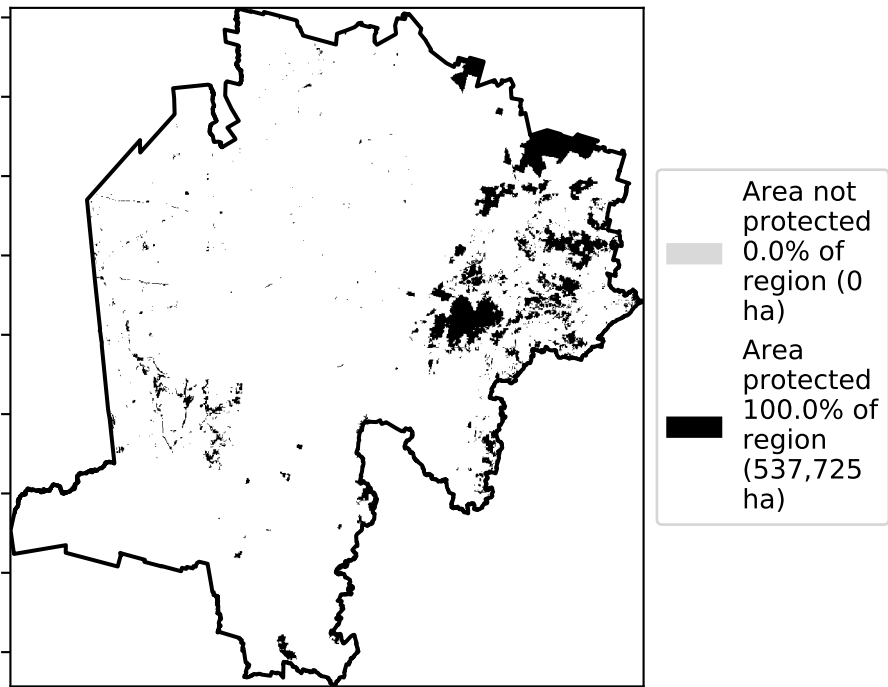 Area not
protected
0.0% of
region (0
ha)
Area
protected
100.0% of
region
(537,725
ha)